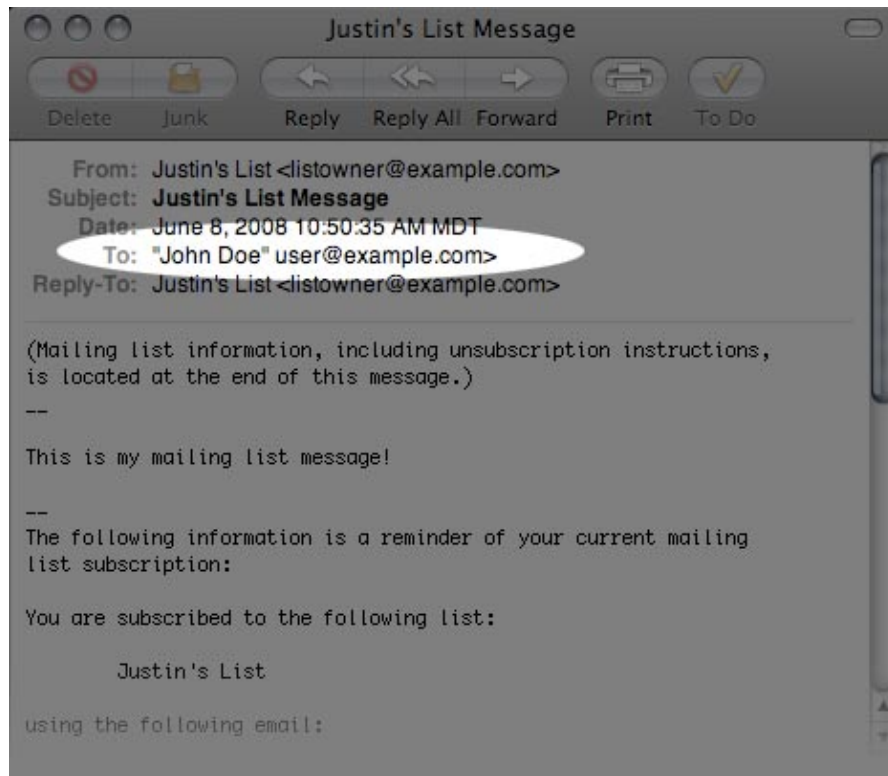 Justin's List Message
Delete Junk Reply Reply All Forward Print To Do
From: Justin's List <listowner@example.com>
Subject: Justin's List Message
Date: June 8, 2008 10:50:35 AM MDT
To: "John Doe" user@example.com>
Reply-To: Justin's List <listowner@example.com>
(Mailing list information, including unsubscription instructions,
is located at the end of this message.)
--
This is my mailing list message!
--
The following information is a reminder of your current mailing
list subscription:
You are subscribed to the following list:
Justin's List
using the following email: